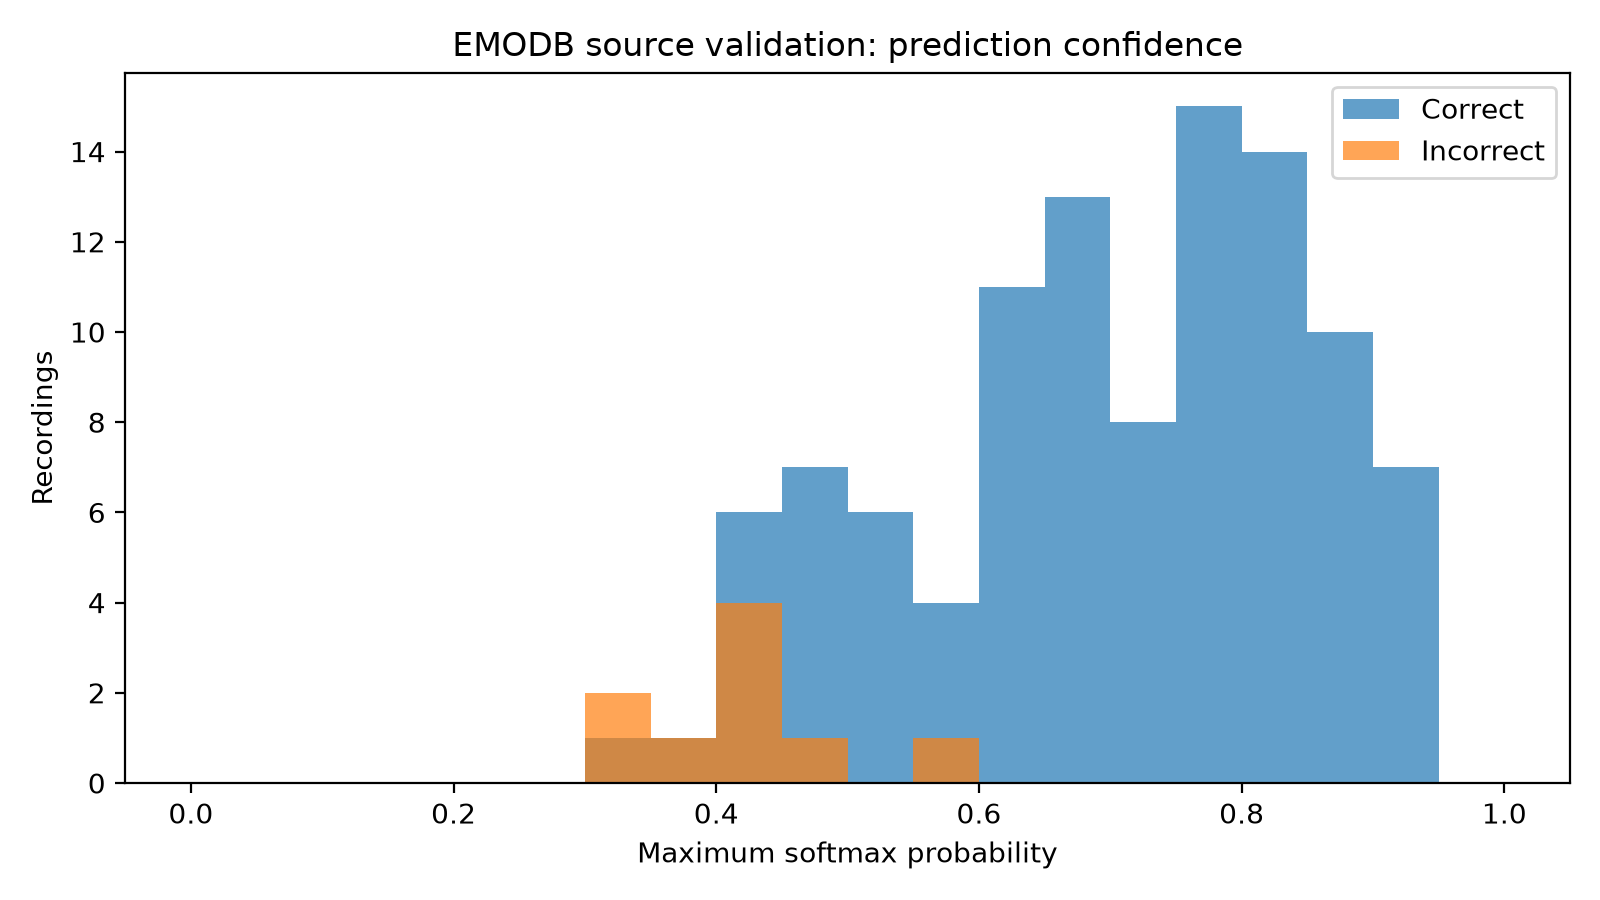 EMODB source validation: prediction confidence
Correct
Incorrect
14
12
10
8
6
4
2
0
Recordings
0.0 0.2 0.4 0.6 0.8 1.0
Maximum softmax probability